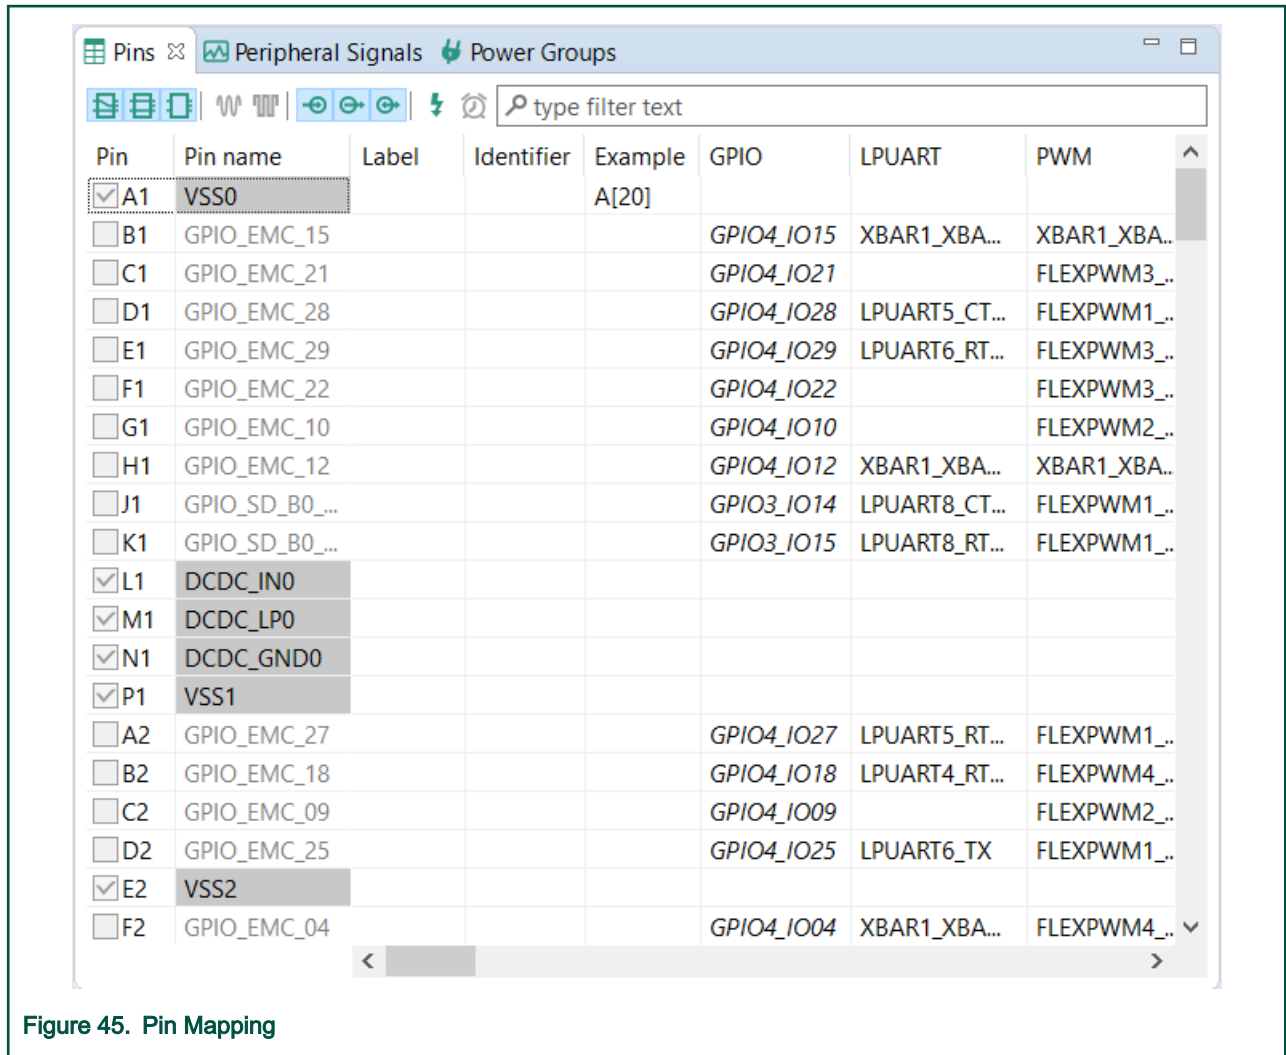 Pins Peripheral Signals Power Groups
type filter text
Pin Pin name Label Identifier Example GPIO LPUART PWM
A1 VSS0 A[20]
B1 GPIO_EMC_15 GPIO4_IO15 XBAR1_XBA... XBAR1_XBA...
C1 GPIO_EMC_21 GPIO4_IO21 FLEXPWM3_...
D1 GPIO_EMC_28 GPIO4_IO28 LPUART5_CT... FLEXPWM1_...
E1 GPIO_EMC_29 GPIO4_IO29 LPUART6_RT... FLEXPWM3_...
F1 GPIO_EMC_22 GPIO4_IO22 FLEXPWM3_...
G1 GPIO_EMC_10 GPIO4_IO10 FLEXPWM2_...
H1 GPIO_EMC_12 GPIO4_IO12 XBAR1_XBA... XBAR1_XBA...
J1 GPIO_SD_B0_... GPIO3_IO14 LPUART8_CT... FLEXPWM1_...
K1 GPIO_SD_B0_... GPIO3_IO15 LPUART8_RT... FLEXPWM1_...
L1 DCDC_IN0
M1 DCDC_LP0
N1 DCDC_GND0
P1 VSS1
A2 GPIO_EMC_27 GPIO4_IO27 LPUART5_RT... FLEXPWM1_...
B2 GPIO_EMC_18 GPIO4_IO18 LPUART4_RT... FLEXPWM4_...
C2 GPIO_EMC_09 GPIO4_IO09 FLEXPWM2_...
D2 GPIO_EMC_25 GPIO4_IO25 LPUART6_TX FLEXPWM1_...
E2 VSS2
F2 GPIO_EMC_04 GPIO4_IO04 XBAR1_XBA... FLEXPWM4_...
Figure 45. Pin Mapping